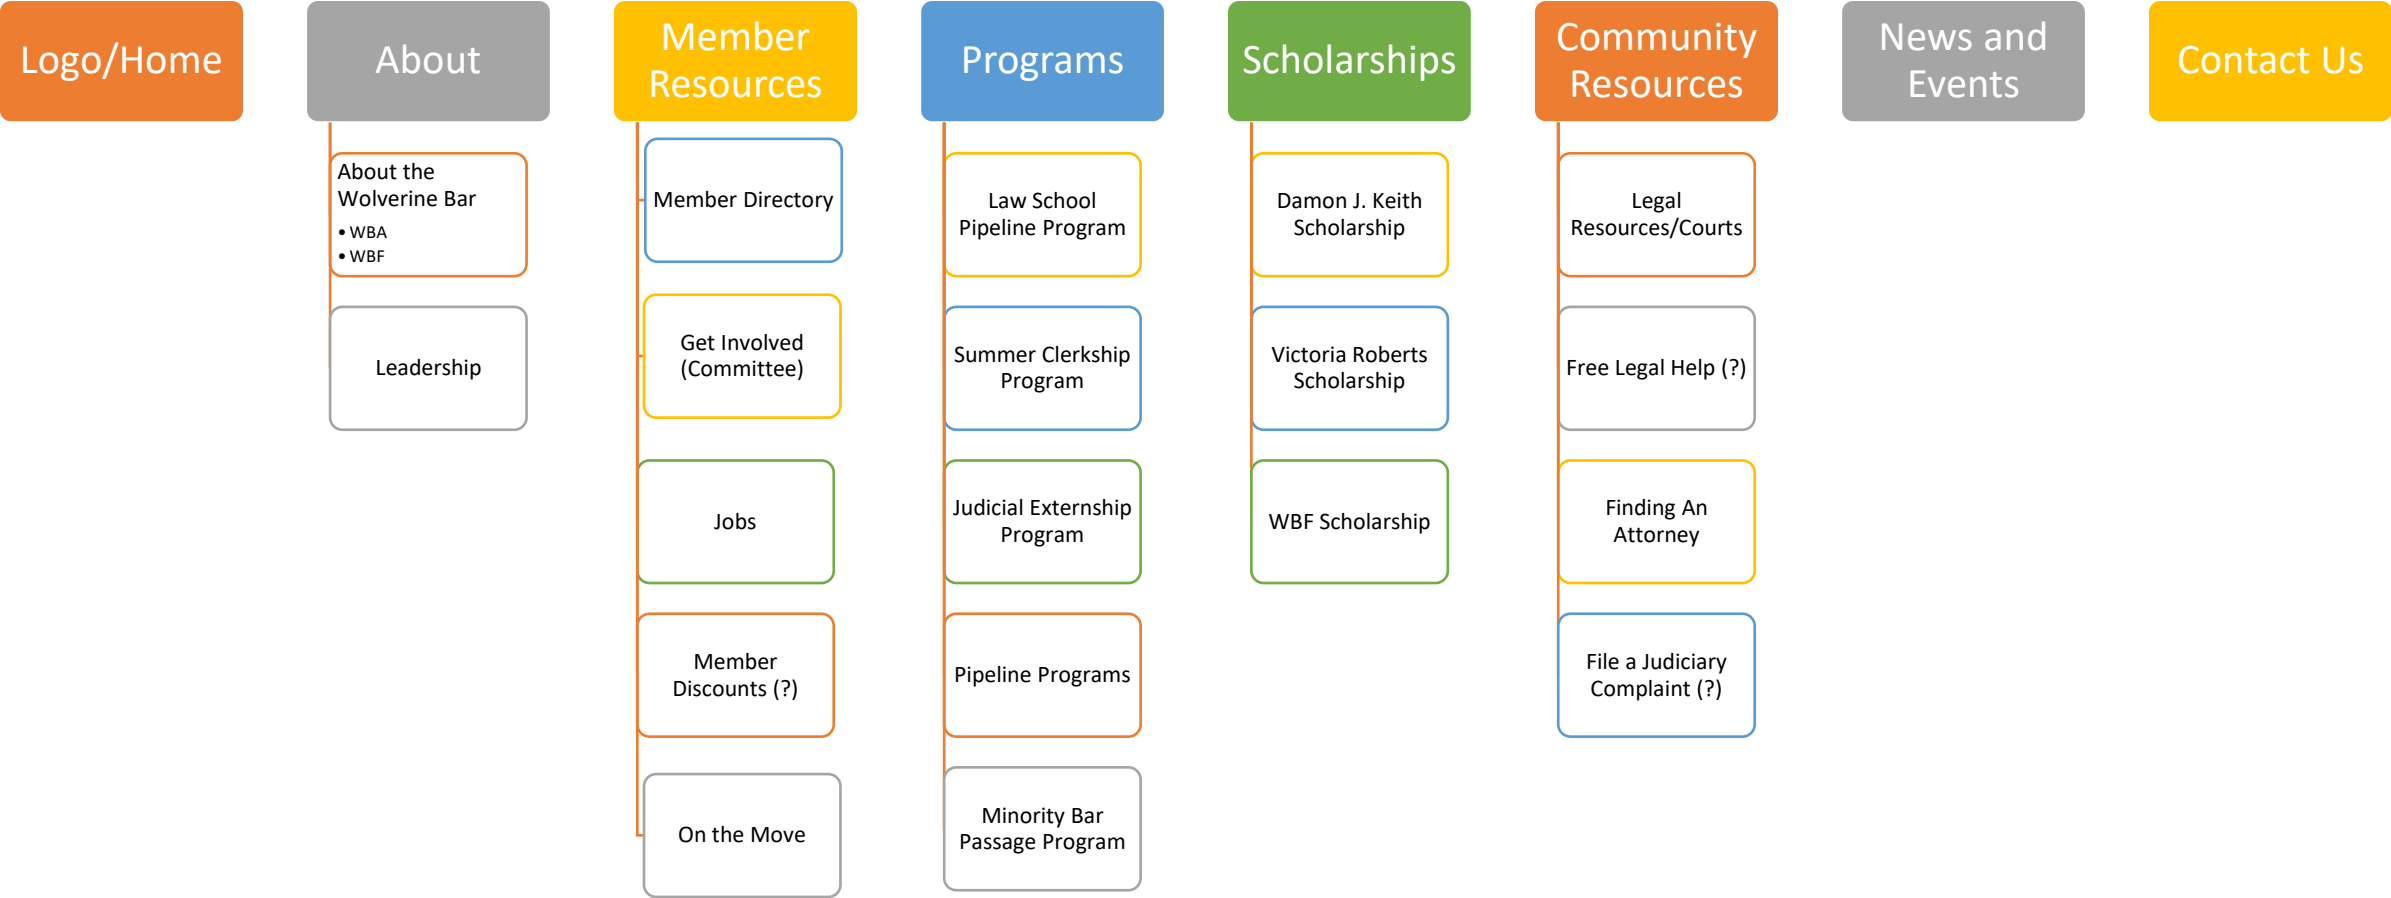 Logo/Home
About
Member
Resources
Programs
Scholarships
Community
Resources
News and
Events
Contact Us
About the
Wolverine Bar
• WBA
• WBF
Leadership
Member Directory
Get Involved
(Committee)
Jobs
Member
Discounts (?)
On the Move
Law School
Pipeline Program
Summer Clerkship
Program
Judicial Externship
Program
Pipeline Programs
Minority Bar
Passage Program
Damon J. Keith
Scholarship
Victoria Roberts
Scholarship
WBF Scholarship
Legal
Resources/Courts
Free Legal Help (?)
Finding An
Attorney
File a Judiciary
Complaint (?)